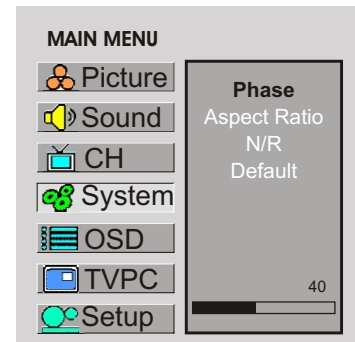 MAIN MENU
Picture
Sound
CH
System
OSD
TVPC
Setup
Phase
Aspect Ratio
N/R
Default
40